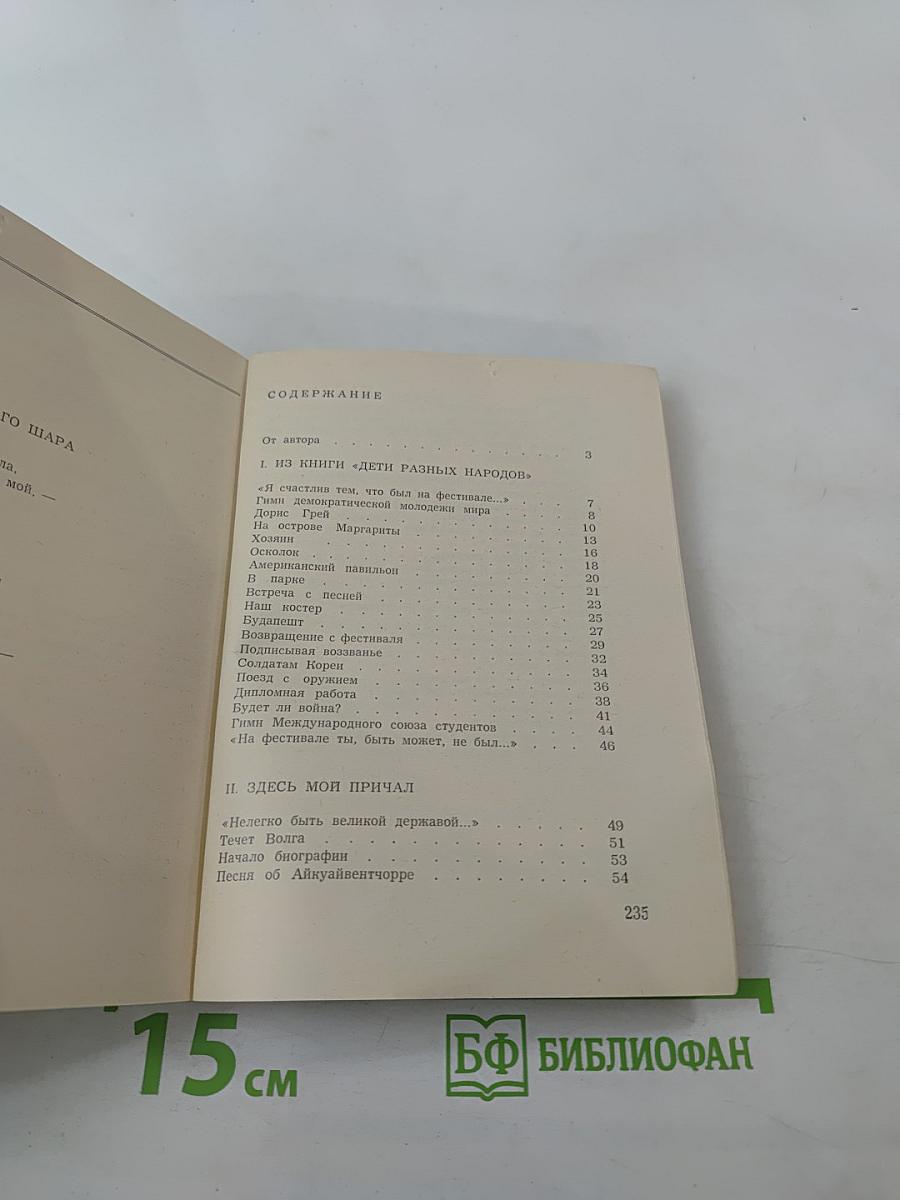 ГО ШАРА
ла,
мой, —
СОДЕРЖАНИЕ
От автора . . . . . . . . . . . . . . 3
I. ИЗ КНИГИ «ДЕТИ РАЗНЫХ НАРОДОВ»
«Я счастлив тем, что был на фестивале...» . . . 7
Гимн демократической молодежи мира . . . . 8
Дорис Грей . . . . . . . . . . . . . 10
На острове Маргариты . . . . . . . . . 13
Хозяин . . . . . . . . . . . . . . 16
Осколок . . . . . . . . . . . . . . 18
Американский павильон . . . . . . . . . 20
В парке . . . . . . . . . . . . . . 21
Встреча с песней . . . . . . . . . . . 23
Наш костер . . . . . . . . . . . . . 25
Будапешт . . . . . . . . . . . . . . 27
Возвращение с фестиваля . . . . . . . . 29
Подписывая воззванье . . . . . . . . . 32
Солдатам Кореи . . . . . . . . . . . . 34
Поезд с оружием . . . . . . . . . . . 36
Дипломная работа . . . . . . . . . . . 38
Будет ли война? . . . . . . . . . . . . 41
Гимн Международного союза студентов . . . . 44
«На фестивале ты, быть может, не был...» . . . 46
II. ЗДЕСЬ МОЙ ПРИЧАЛ
«Нелегко быть великой державой...» . . . . . 49
Течет Волга . . . . . . . . . . . . . 51
Начало биографии . . . . . . . . . . . 53
Песня об Айкуайвентчорре . . . . . . . . 54
235
15 см
БФ БИБЛИОФАН